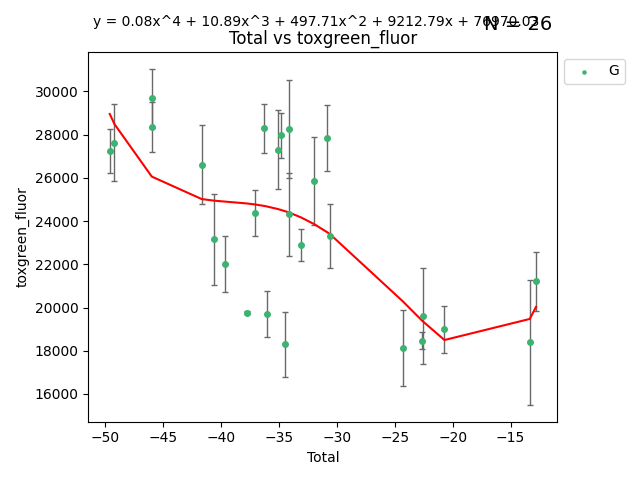 y = 0.08x^4 + 10.89x^3 + 497.71x^2 + 9212.79x + 76970.03
N = 26
Total vs toxgreen_fluor
G
toxgreen_fluor
30000
28000
26000
24000
22000
20000
18000
16000
−50 −45 −40 −35 −30 −25 −20 −15
Total